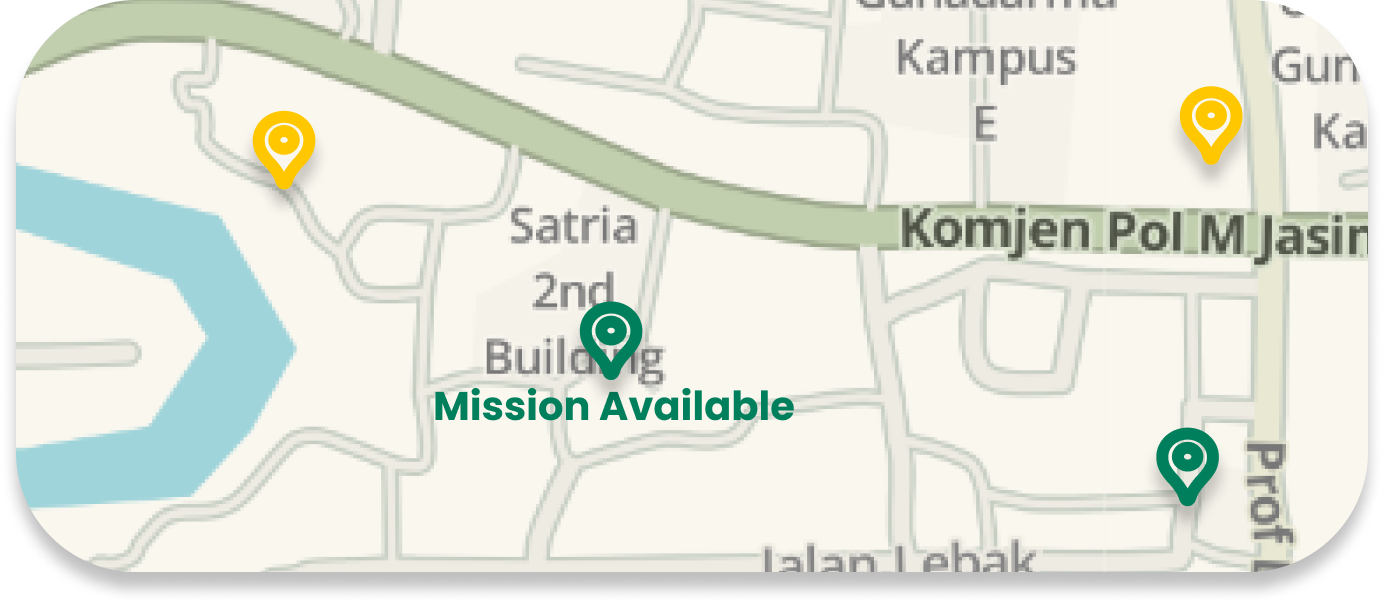 Gunadarma
Kampus
E
Gun
Ka
Komjen Pol M Jasin
Satria
2nd
Building
Mission Available
Prof
Jalan Lebak